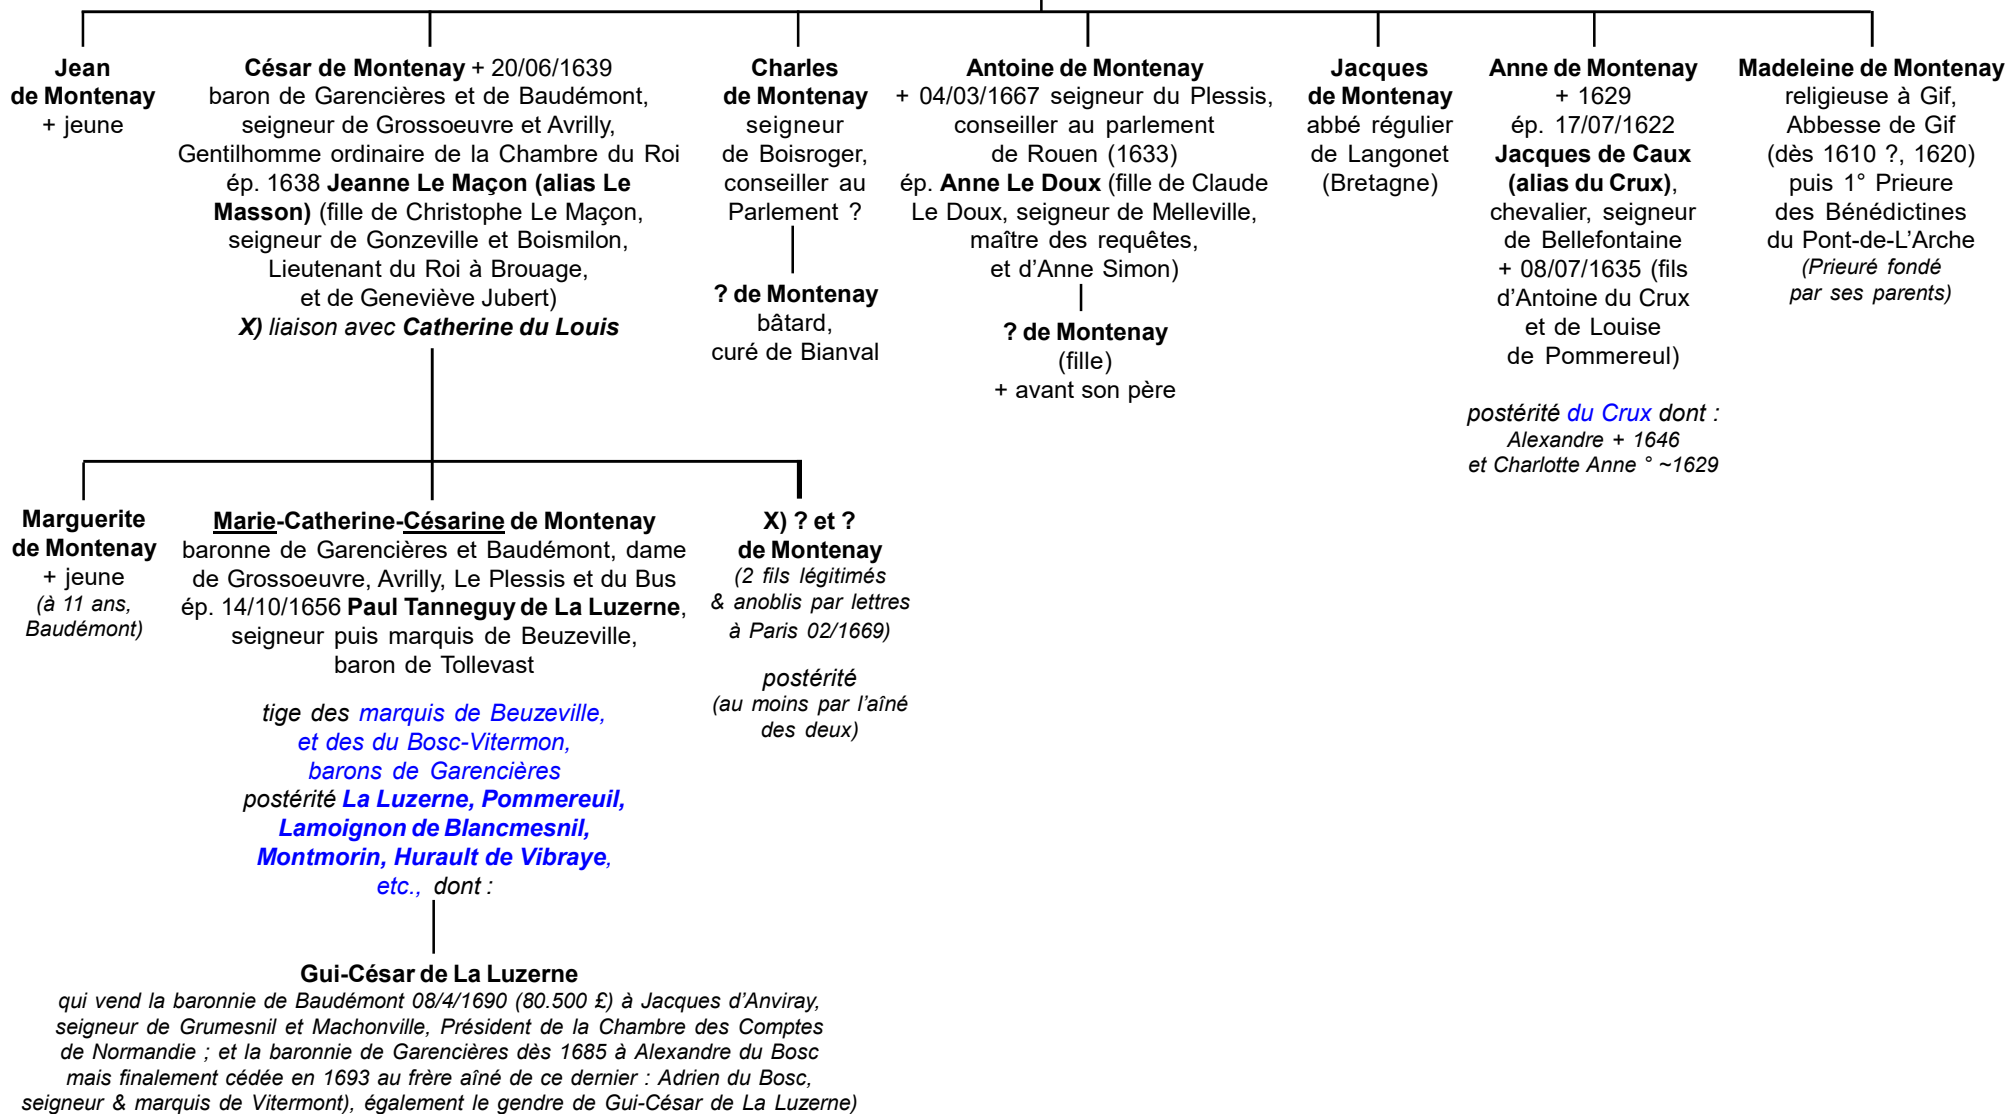 Jean
de Montenay
+ jeune
César de Montenay + 20/06/1639
baron de Garencières et de Baudémont,
seigneur de Grossoeuvre et Avrilly,
Gentilhomme ordinaire de la Chambre du Roi
ép. 1638 Jeanne Le Maçon (alias Le
Masson) (fille de Christophe Le Maçon,
seigneur de Gonzeville et Boismilon,
Lieutenant du Roi à Brouage,
et de Geneviève Jubert)
X) liaison avec Catherine du Louis
Charles
de Montenay
seigneur
de Boisroger,
conseiller au
Parlement ?
? de Montenay
bâtard,
curé de Bianval
Antoine de Montenay
+ 04/03/1667 seigneur du Plessis,
conseiller au parlement
de Rouen (1633)
ép. Anne Le Doux (fille de Claude
Le Doux, seigneur de Melleville,
maître des requêtes,
et d'Anne Simon)
? de Montenay
(fille)
+ avant son père
Jacques
de Montenay
abbé régulier
de Langonet
(Bretagne)
Anne de Montenay
+ 1629
ép. 17/07/1622
Jacques de Caux
(alias du Crux),
chevalier, seigneur
de Bellefontaine
+ 08/07/1635 (fils
d'Antoine du Crux
et de Louise
de Pommereul)
postérité du Crux dont :
Alexandre + 1646
et Charlotte Anne ° ~1629
Madeleine de Montenay
religieuse à Gif,
Abbesse de Gif
(dès 1610 ?, 1620)
puis 1° Prieure
des Bénédictines
du Pont-de-L'Arche
(Prieuré fondé
par ses parents)
Marguerite
de Montenay
+ jeune
(à 11 ans,
Baudémont)
Marie-Catherine-Césarine de Montenay
baronne de Garencières et Baudémont, dame
de Grossoeuvre, Avrilly, Le Plessis et du Bus
ép. 14/10/1656 Paul Tanneguy de La Luzerne,
seigneur puis marquis de Beuzeville,
baron de Tollevast
tige des marquis de Beuzeville,
et des du Bosc-Vitermon,
barons de Garencières
postérité La Luzerne, Pommereuil,
Lamoignon de Blancmesnil,
Montmorin, Hurault de Vibraye,
etc., dont :
X) ? et ?
de Montenay
(2 fils légitimés
& anoblis par lettres
à Paris 02/1669)
postérité
(au moins par l'aîné
des deux)
Gui-César de La Luzerne
qui vend la baronnie de Baudémont 08/4/1690 (80.500 £) à Jacques d'Anviray,
seigneur de Grumesnil et Machonville, Président de la Chambre des Comptes
de Normandie ; et la baronnie de Garencières dès 1685 à Alexandre du Bosc
mais finalement cédée en 1693 au frère aîné de ce dernier : Adrien du Bosc,
seigneur & marquis de Vitermont), également le gendre de Gui-César de La Luzerne)